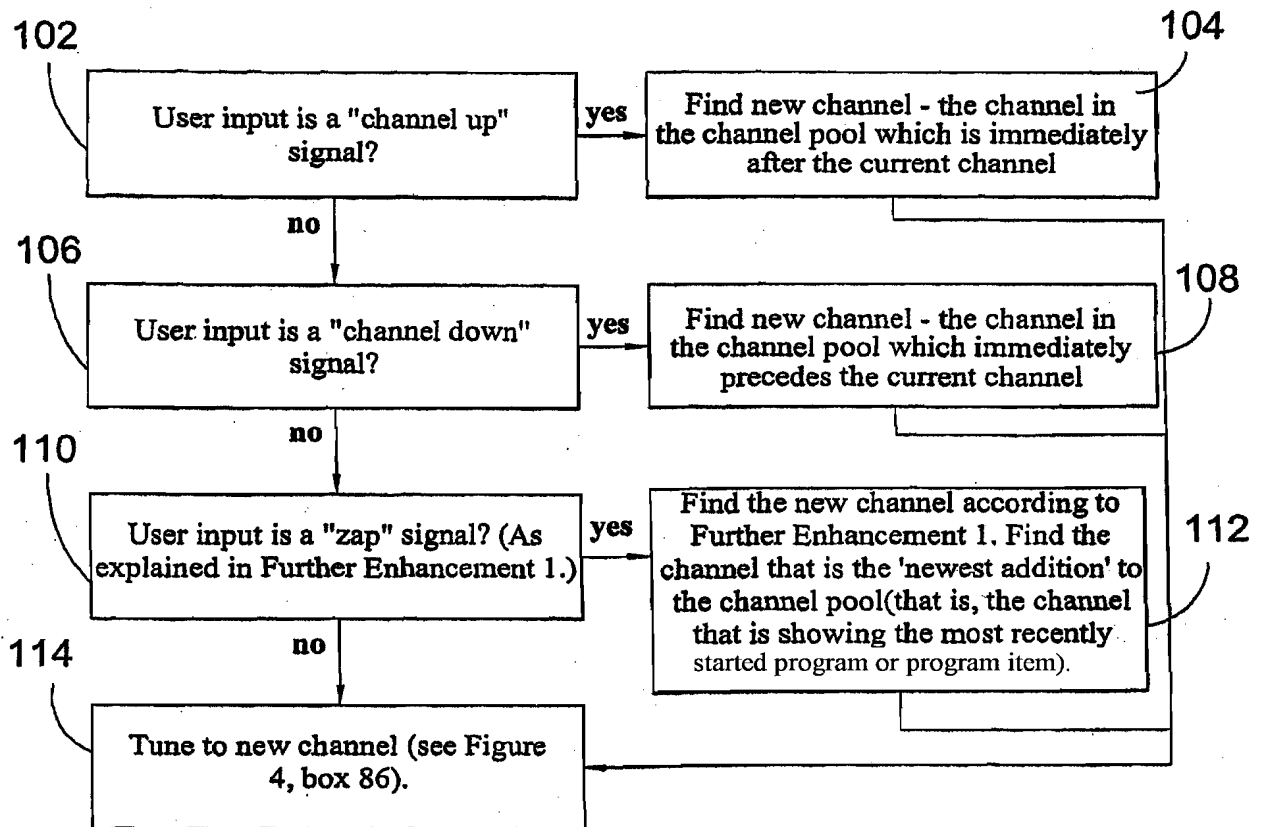 102
104
User input is a "channel up"
signal?
yes
Find new channel - the channel in
the channel pool which is immediately
after the current channel
no
106
108
User input is a "channel down"
signal?
yes
Find new channel - the channel in
the channel pool which immediately
precedes the current channel
no
110
112
User input is a "zap" signal? (As
explained in Further Enhancement 1.)
yes
Find the new channel according to
Further Enhancement 1. Find the
channel that is the 'newest addition' to
the channel pool(that is, the channel
that is showing the most recently
started program or program item).
no
114
Tune to new channel (see Figure
4, box 86).